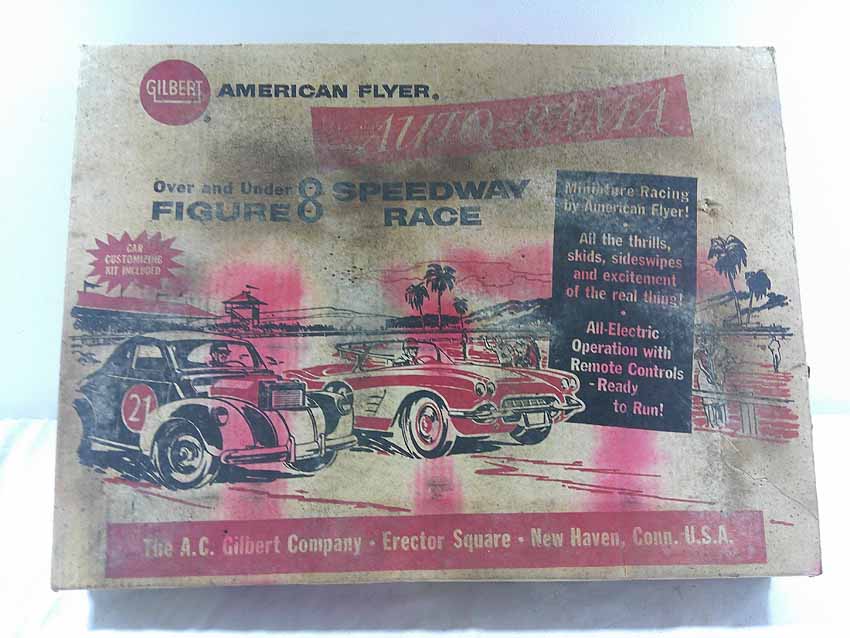 GILBERT
AMERICAN FLYER®
AUTO-RAMA
Over and Under
FIGURE 8
SPEEDWAY
RACE
Miniature Racing
by American Flyer!
•
All the thrills,
skids, sideswipes
and excitement
of the real thing!
•
All-Electric
Operation with
Remote Controls
-Ready
to Run!
CAR
CUSTOMIZING
KIT INCLUDED
21
The A.C. Gilbert Company • Erector Square • New Haven, Conn. U.S.A.